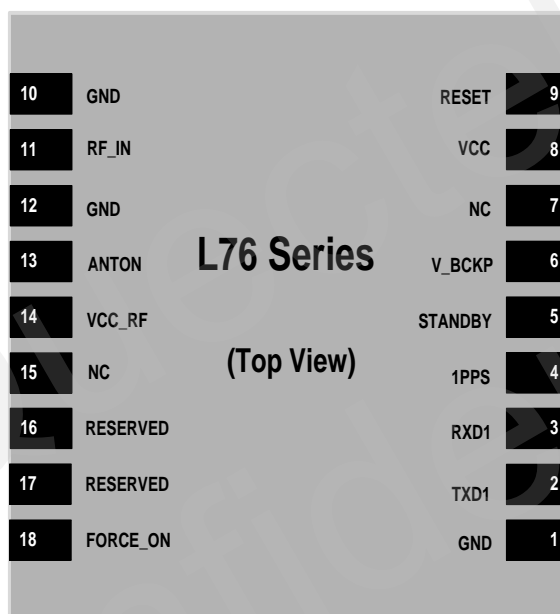 10 GND RESET 9
11 RF_IN VCC 8
12 GND NC 7
L76 Series
13 ANTON V_BCKP 6
14 VCC_RF STANDBY 5
(Top View)
15 NC 1PPS 4
16 RESERVED RXD1 3
17 RESERVED TXD1 2
18 FORCE_ON GND 1